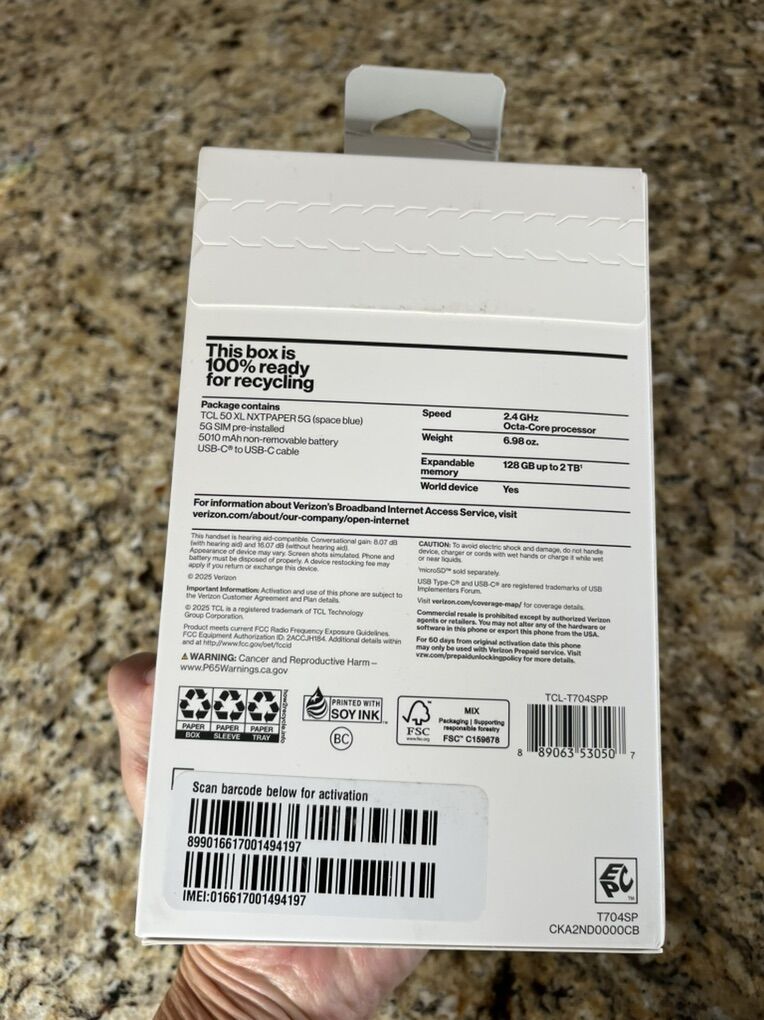 This box is
100% ready
for recycling
Package contains
TCL 50 XL NXTPAPER 5G (space blue)
5G SIM pre-installed
5010 mAh non-removable battery
USB-C® to USB-C cable
Speed 2.4 GHz
Octa-Core processor
Weight 6.98 oz.
Expandable 128 GB up to 2 TB¹
memory
World device Yes
For information about Verizon's Broadband Internet Access Service, visit
verizon.com/about/our-company/open-internet
This handset is hearing aid-compatible. Conversational gain: 8.07 dB
(with hearing aid) and 16.07 dB (without hearing aid).
Appearance of device may vary. Screen shots simulated. Phone and
battery must be disposed of properly. A device restocking fee may
apply if you return or exchange this device.
© 2025 Verizon
Important Information: Activation and use of this phone are subject to
the Verizon Customer Agreement and Plan details.
© 2025 TCL is a registered trademark of TCL Technology
Group Corporation.
Product meets current FCC Radio Frequency Exposure Guidelines.
FCC Equipment Authorization ID: 2ACCJH184. Additional details within
and at http://www.fcc.gov/oet/fccid
WARNING: Cancer and Reproductive Harm –
www.P65Warnings.ca.gov
CAUTION: To avoid electric shock and damage, do not handle
device, charger or cords with wet hands or charge it while wet
or near liquids.
¹microSD™ sold separately.
USB Type-C® and USB-C® are registered trademarks of USB
Implementers Forum.
Visit verizon.com/coverage-map/ for coverage details.
Commercial resale is prohibited except by authorized Verizon
agents or retailers. You may not alter any of the hardware or
software in this phone or export this phone from the USA.
For 60 days from original activation date this phone
may only be used with Verizon Prepaid service. Visit
vzw.com/prepaidunlockingpolicy for more details.
PAPER PAPER PAPER
BOX SLEEVE TRAY
how2recycle.info
PRINTED WITH
SOY INK™
BC
FSC
www.fsc.org
MIX
Packaging | Supporting
responsible forestry
FSC™ C159678
TCL-T704SPP
8 89063 53050 7
Scan barcode below for activation
899016617001494197
IMEI:016617001494197
EPC™
T704SP
CKA2ND0000CB